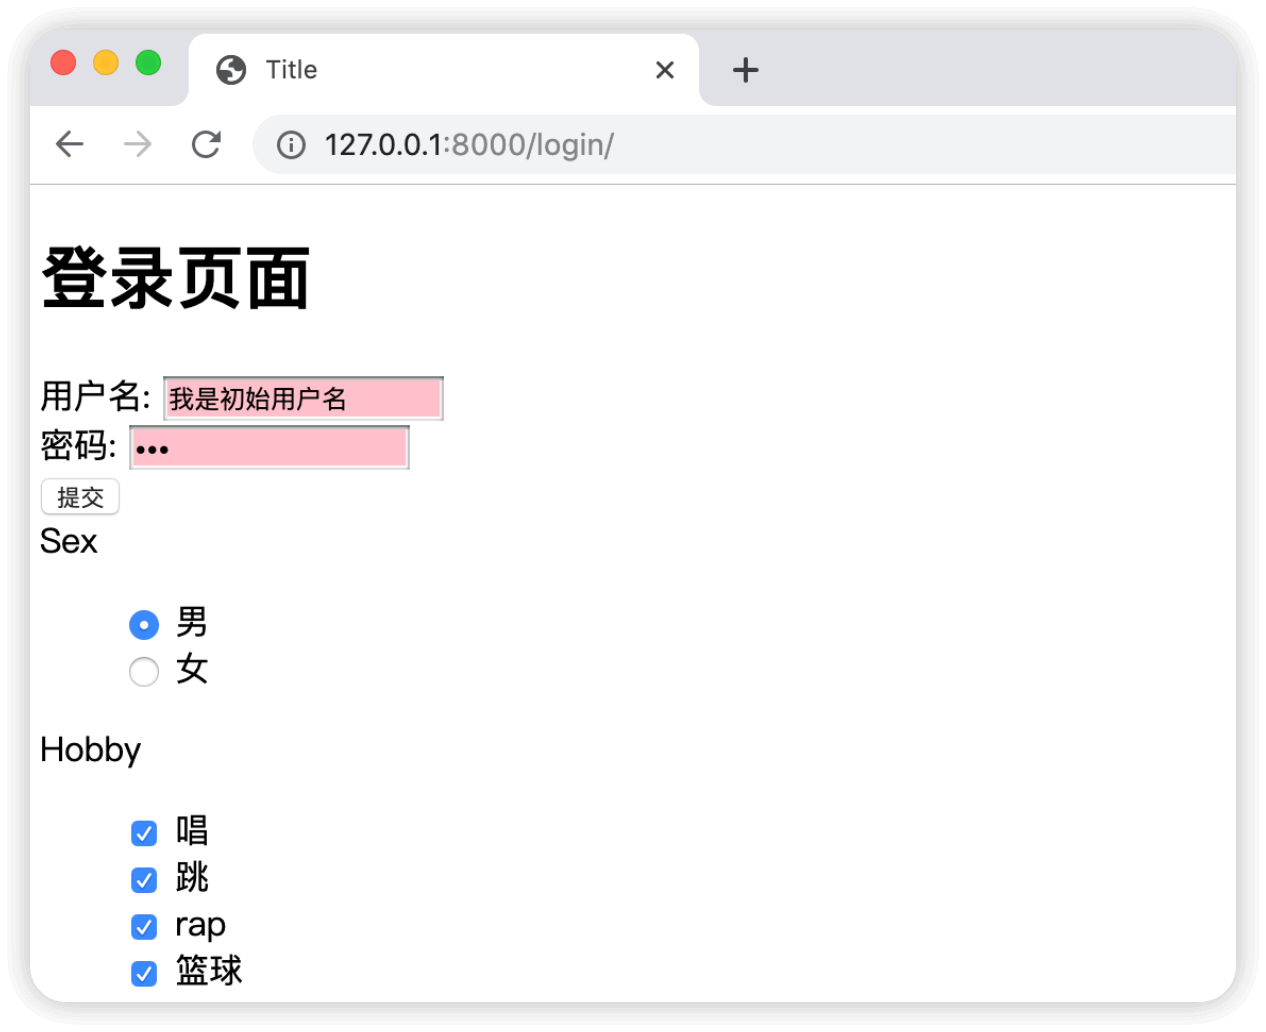 Title
127.0.0.1:8000/login/
登录页面
用户名: 我是初始用户名
密码: •••
提交
Sex
男
女
Hobby
唱
跳
rap
篮球